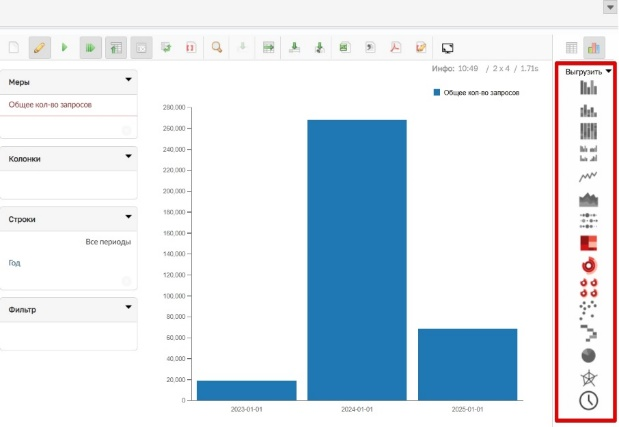 Инфо: 10:49 / 2 x 4 / 1.71s
Выгрузить
Меры
Общее кол-во запросов
Колонки
Строки
Все периоды
Год
Фильтр
Общее кол-во запросов
280,000
260,000
240,000
220,000
200,000
180,000
160,000
140,000
120,000
100,000
80,000
60,000
40,000
20,000
0
2023-01-01
2024-01-01
2025-01-01